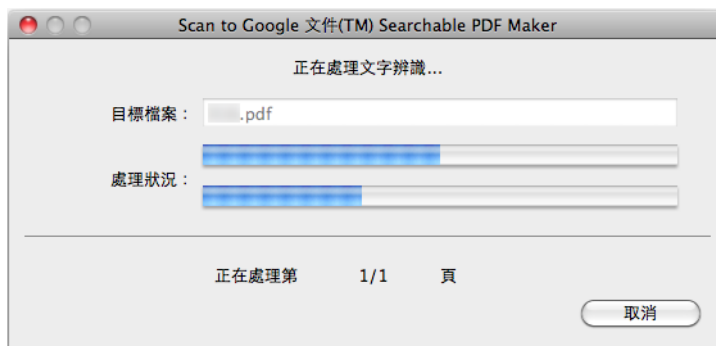 Scan to Google 文件(TM) Searchable PDF Maker
正在處理文字辨識...
目標檔案： .pdf
處理狀況：
正在處理第 1/1 頁
取消